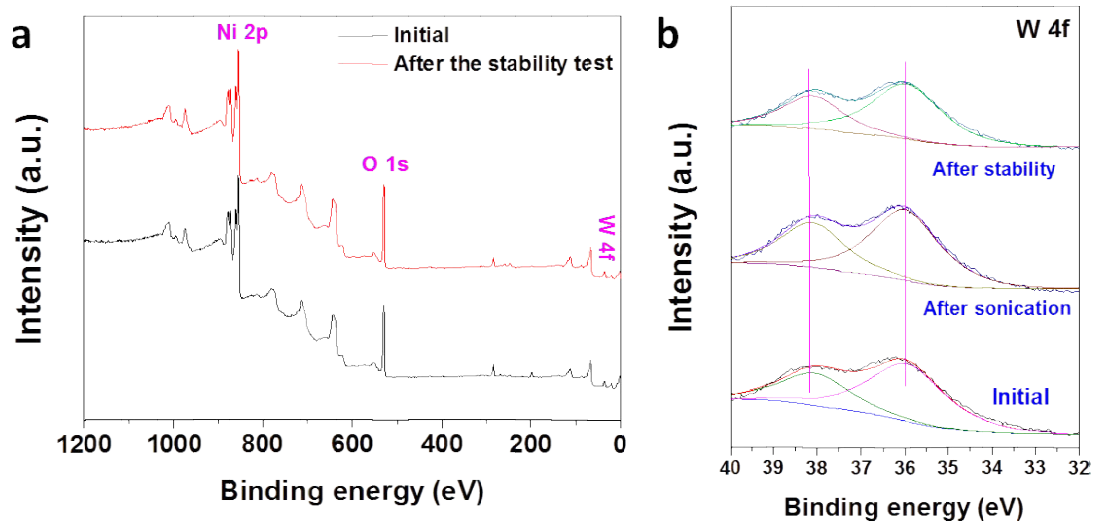 a
Ni 2p
Initial
After the stability test
O 1s
W 4f
Intensity (a.u.)
1200 1000 800 600 400 200 0
Binding energy (eV)
b
W 4f
After stability
After sonication
Initial
Intensity (a.u.)
40 39 38 37 36 35 34 33 32
Binding energy (eV)